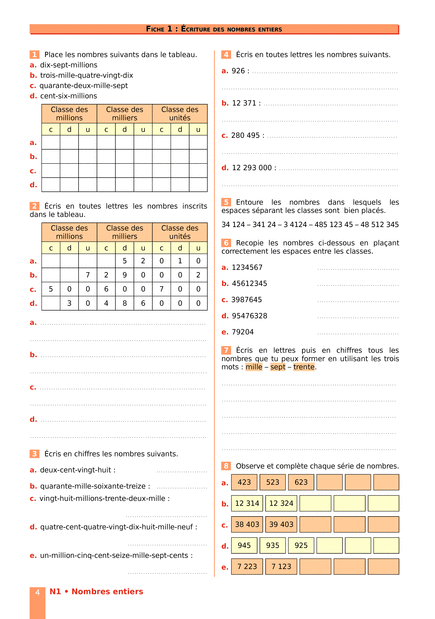 FICHE 1 : ÉCRITURE DES NOMBRES ENTIERS
1 Place les nombres suivants dans le tableau.
a. dix-sept-millions
b. trois-mille-quatre-vingt-dix
c. quarante-deux-mille-sept
d. cent-six-millions
Classe des millions Classe des milliers Classe des unités
c d u c d u c d u
a.
b.
c.
d.
2 Écris en toutes lettres les nombres inscrits
dans le tableau.
Classe des millions Classe des milliers Classe des unités
c d u c d u c d u
a. 5 2 0 1 0
b. 7 2 9 0 0 0 2
c. 5 0 0 6 0 0 7 0 0
d. 3 0 4 8 6 0 0 0
a.
b.
c.
d.
3 Écris en chiffres les nombres suivants.
a. deux-cent-vingt-huit :
b. quarante-mille-soixante-treize :
c. vingt-huit-millions-trente-deux-mille :
d. quatre-cent-quatre-vingt-dix-huit-mille-neuf :
e. un-million-cinq-cent-seize-mille-sept-cents :
4 Écris en toutes lettres les nombres suivants.
a. 926 :
b. 12 371 :
c. 280 495 :
d. 12 293 000 :
5 Entoure les nombres dans lesquels les
espaces séparant les classes sont bien placés.
34 124 – 341 24 – 3 4124 – 485 123 45 – 48 512 345
6 Recopie les nombres ci-dessous en plaçant
correctement les espaces entre les classes.
a. 1234567
b. 45612345
c. 3987645
d. 95476328
e. 79204
7 Écris en lettres puis en chiffres tous les
nombres que tu peux former en utilisant les trois
mots : mille – sept – trente.
8 Observe et complète chaque série de nombres.
a. 423 523 623
b. 12 314 12 324
c. 38 403 39 403
d. 945 935 925
e. 7 223 7 123
4 N1 • Nombres entiers